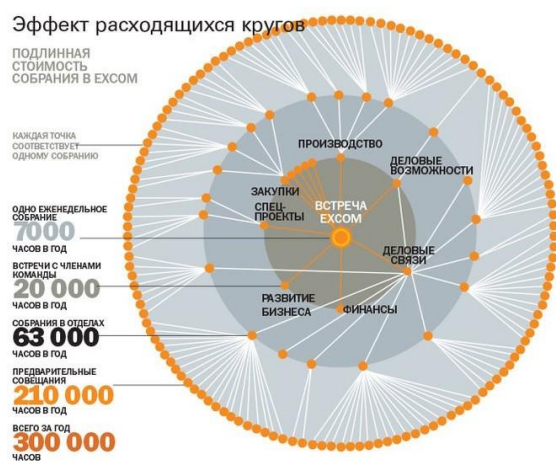 Эффект расходящихся кругов
ПОДЛИННАЯ
СТОИМОСТЬ
СОБРАНИЯ В EXCOM
КАЖДАЯ ТОЧКА
СООТВЕТСТВУЕТ
ОДНОМУ СОБРАНИЮ
ОДНО ЕЖЕНЕДЕЛЬНОЕ
СОБРАНИЕ
7000
ЧАСОВ В ГОД
ВСТРЕЧИ С ЧЛЕНАМИ
КОМАНДЫ
20 000
ЧАСОВ В ГОД
СОБРАНИЯ В ОТДЕЛАХ
63 000
ЧАСОВ В ГОД
ПРЕДВАРИТЕЛЬНЫЕ
СОВЕЩАНИЯ
210 000
ЧАСОВ В ГОД
ВСЕГО ЗА ГОД
300 000
ЧАСОВ
ПРОИЗВОДСТВО
ДЕЛОВЫЕ
ВОЗМОЖНОСТИ
ЗАКУПКИ
СПЕЦ-
ПРОЕКТЫ
ВСТРЕЧА
EXCOM
ДЕЛОВЫЕ
СВЯЗИ
РАЗВИТИЕ
БИЗНЕСА
ФИНАНСЫ